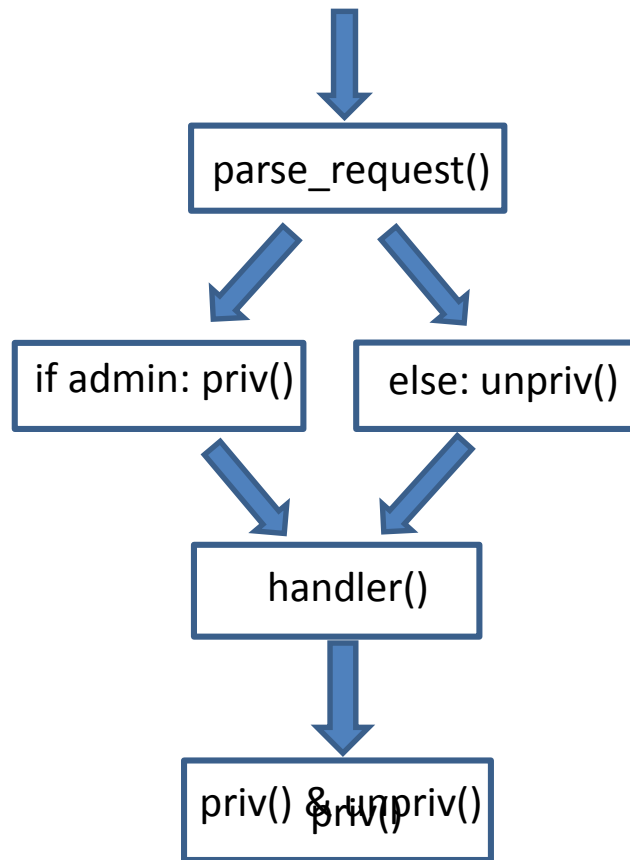 parse_request()
if admin: priv()
else: unpriv()
handler()
priv() & unpriv()
priv()